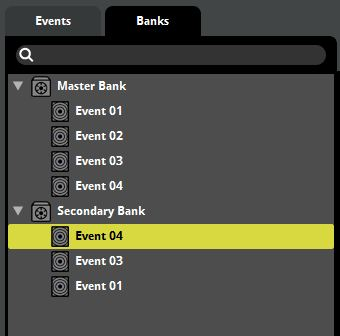 Events Banks
Master Bank
Event 01
Event 02
Event 03
Event 04
Secondary Bank
Event 04
Event 03
Event 01